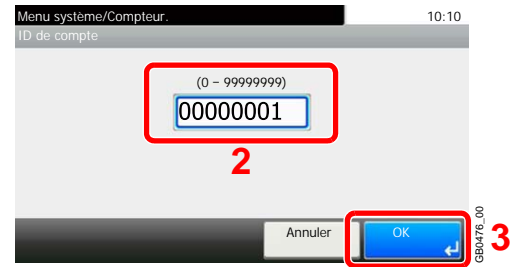 Menu système/Compteur.
10:10
ID de compte
(0 – 99999999)
00000001
2
Annuler
OK
3
GB0476_00